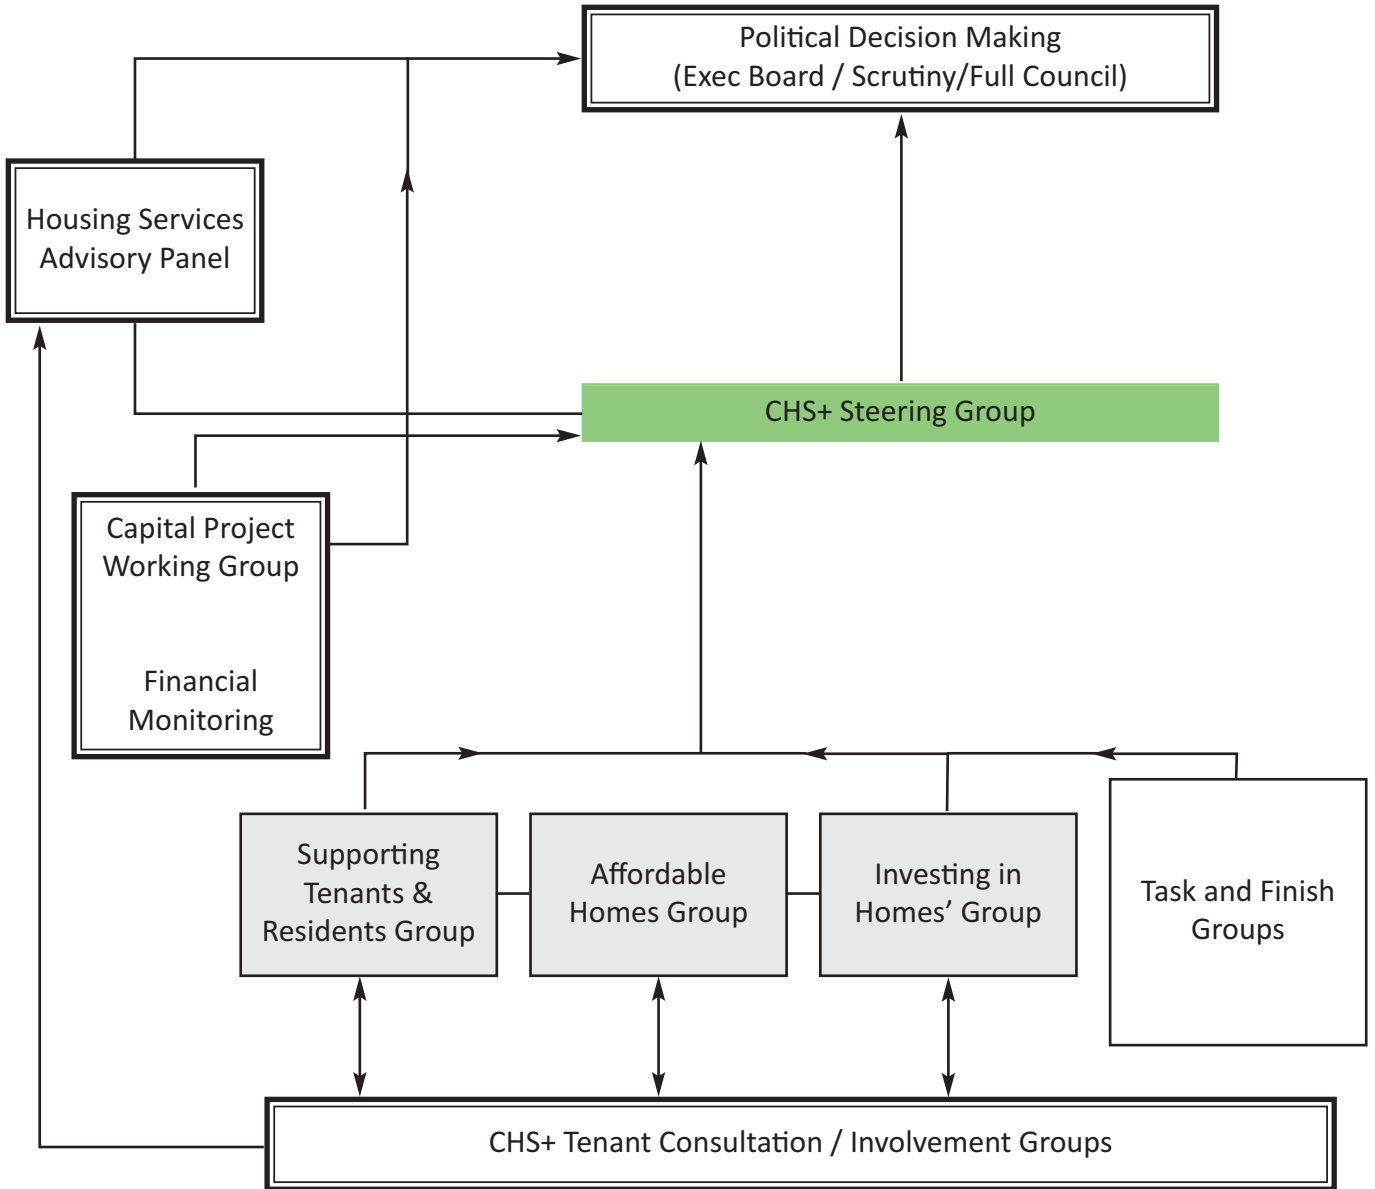 Political Decision Making
(Exec Board / Scrutiny/Full Council)
Housing Services
Advisory Panel
CHS+ Steering Group
Capital Project
Working Group
Financial
Monitoring
Supporting
Tenants &
Residents Group
Affordable
Homes Group
Investing in
Homes’ Group
Task and Finish
Groups
CHS+ Tenant Consultation / Involvement Groups